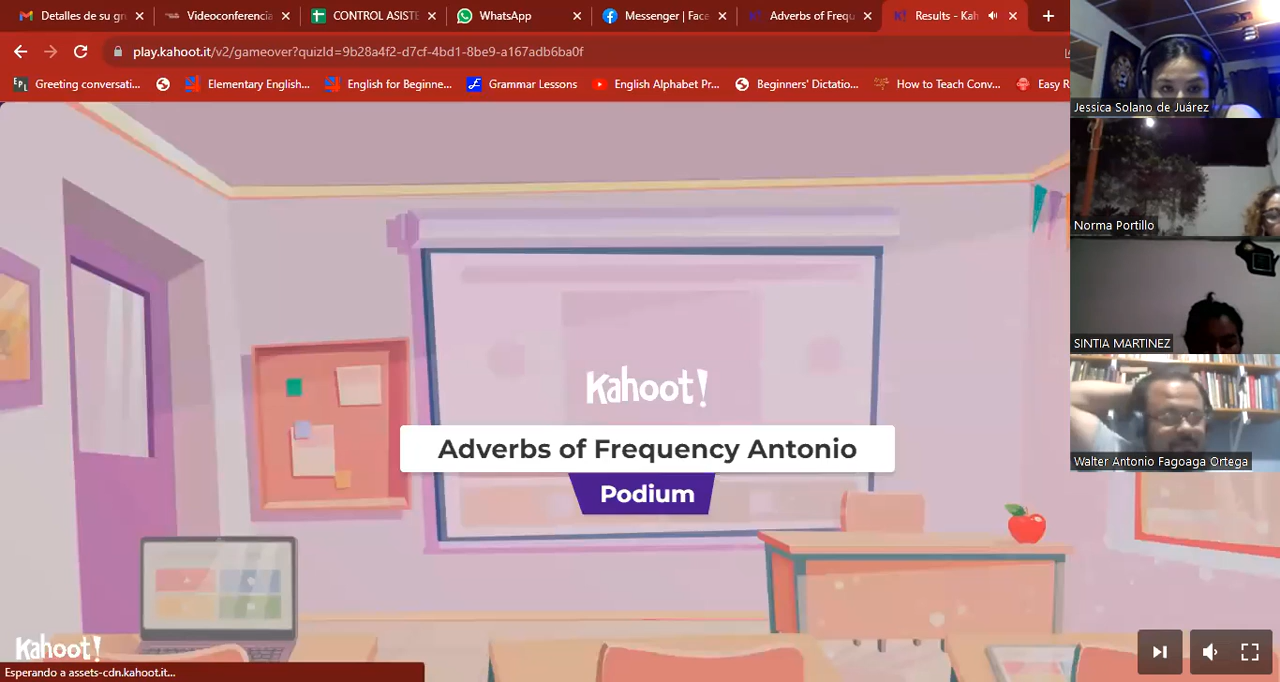 Detalles de su gr
Videoconferencia
CONTROL ASIST
WhatsApp
Messenger | Face
Adverbs of Frequ
Results - Kah
play.kahoot.it/v2/gameover?quizId=9b28a4f2-d7cf-4bd1-8be9-a167adb6ba0f
Greeting conversati...
Elementary English...
English for Beginne...
Grammar Lessons
English Alphabet Pr...
Beginners' Dictatio...
How to Teach Conv...
Easy R
Jessica Solano de Juárez
Norma Portillo
SINTIA MARTINEZ
Walter Antonio Fagoaga Ortega
Kahoot!
Adverbs of Frequency Antonio
Podium
Kahoot!
Esperando a assets-cdn.kahoot.it...